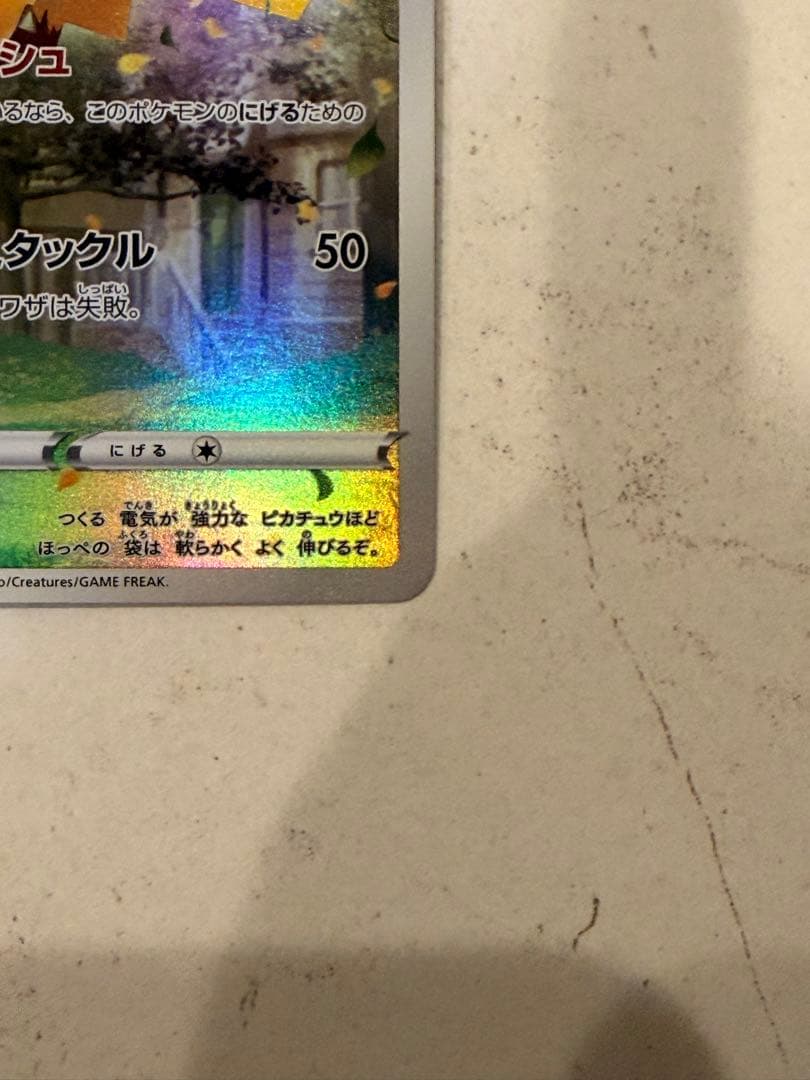 シュ
いるなら、このポケモンのにげるための
タックル 50
ワザは失敗。
にげる
つくる 電気が 強力な ピカチュウほど
ほっぺの 袋は 軟らかく よく 伸びるぞ。
/Creatures/GAME FREAK.